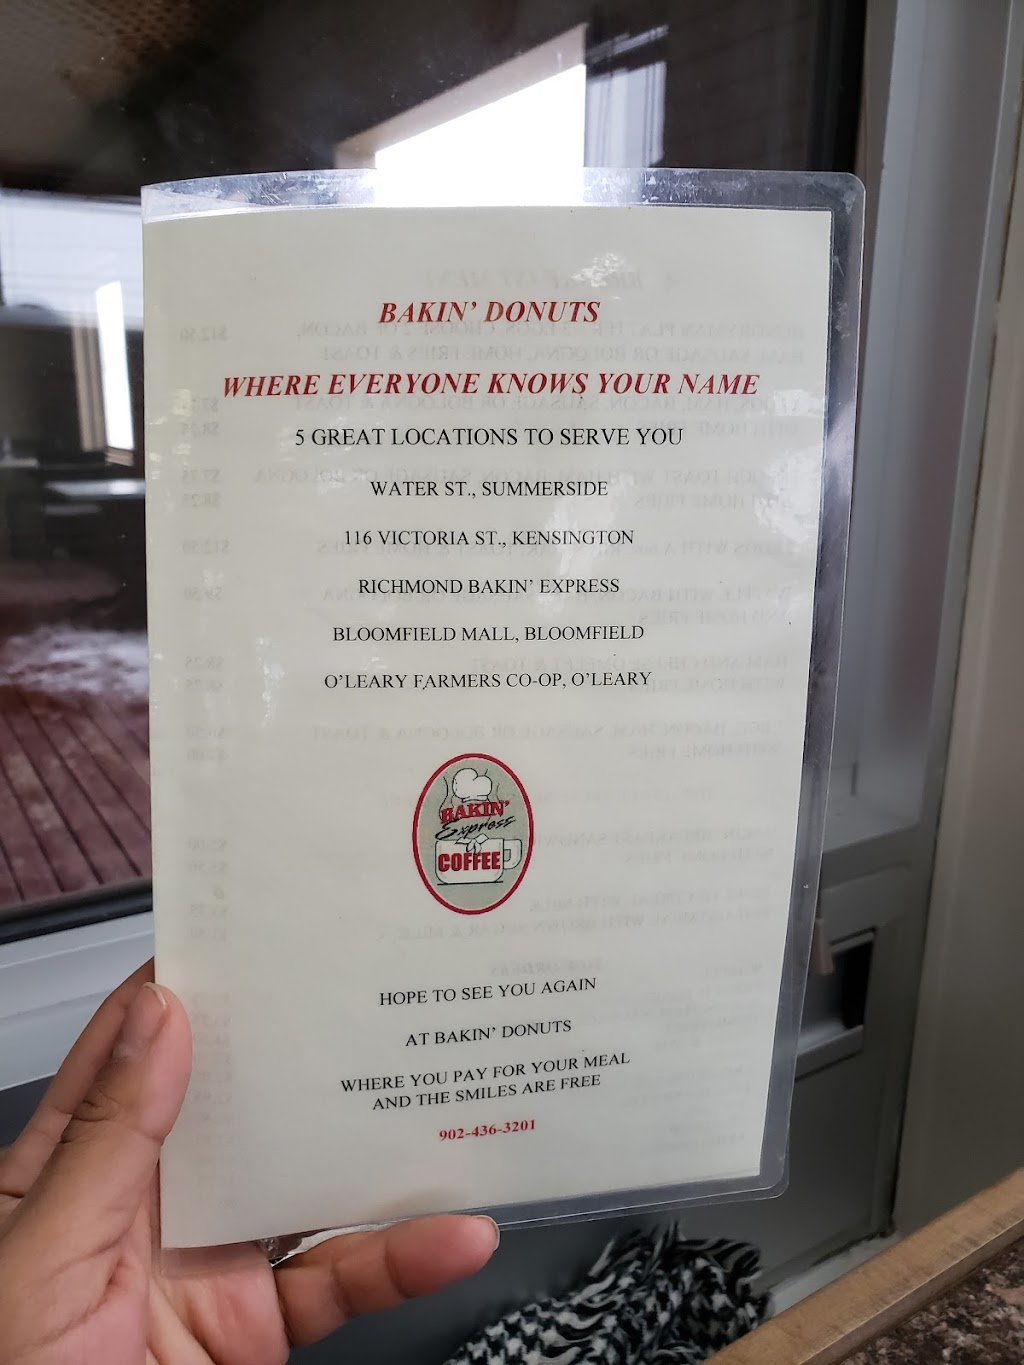 BAKIN' DONUTS
WHERE EVERYONE KNOWS YOUR NAME
5 GREAT LOCATIONS TO SERVE YOU
WATER ST., SUMMERSIDE
116 VICTORIA ST., KENSINGTON
RICHMOND BAKIN' EXPRESS
BLOOMFIELD MALL, BLOOMFIELD
O'LEARY FARMERS CO-OP, O'LEARY
BAKIN'
Express
COFFEE
HOPE TO SEE YOU AGAIN
AT BAKIN' DONUTS
WHERE YOU PAY FOR YOUR MEAL
AND THE SMILES ARE FREE
902-436-3201